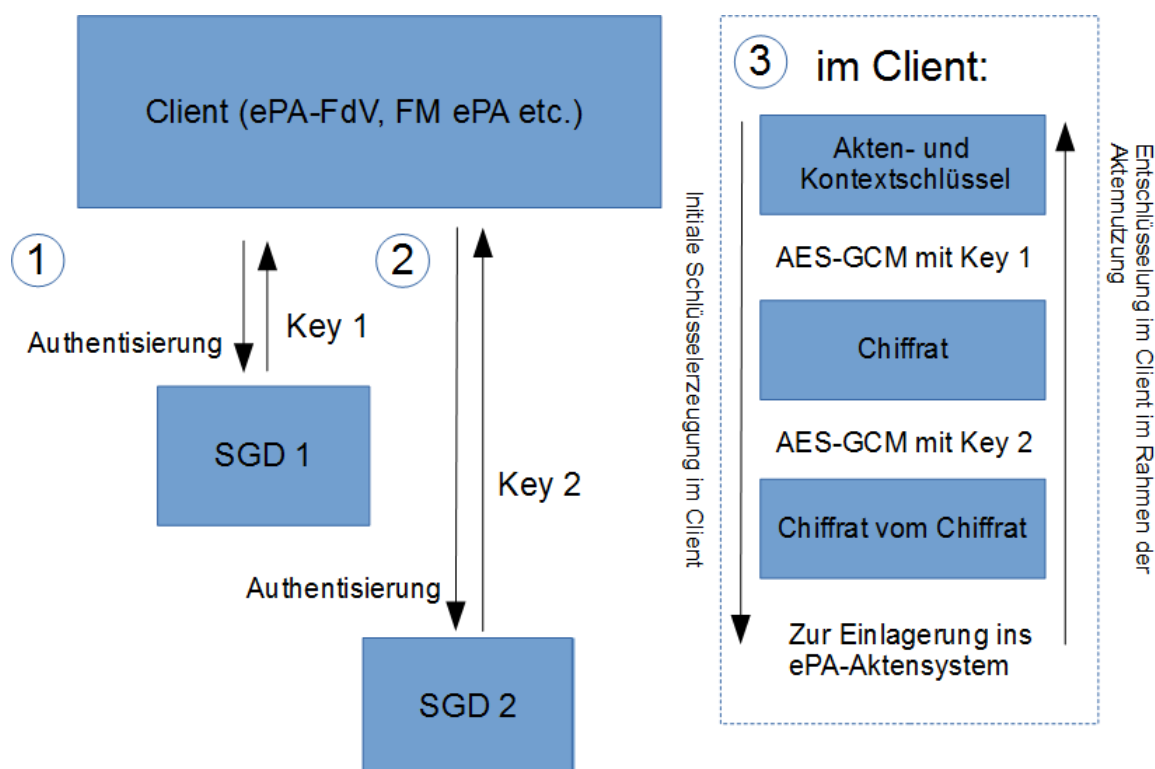 Client (ePA-FdV, FM ePA etc.)
1
Authentisierung
Key 1
SGD 1
2
Authentisierung
Key 2
SGD 2
3
im Client:
Initiale Schlüsselerzeugung im Client
Akten- und
Kontextschlüssel
AES-GCM mit Key 1
Chiffrat
AES-GCM mit Key 2
Chiffrat vom Chiffrat
Zur Einlagerung ins
ePA-Aktensystem
Entschlüsselung im Client im Rahmen der
Aktennutzung